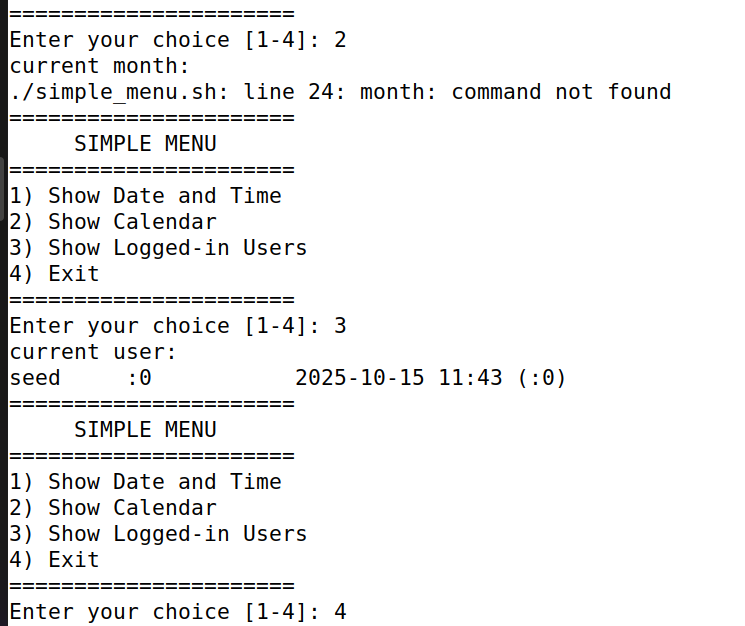 ======================
Enter your choice [1-4]: 2
current month:
./simple_menu.sh: line 24: month: command not found
======================
     SIMPLE MENU
======================
1) Show Date and Time
2) Show Calendar
3) Show Logged-in Users
4) Exit
======================
Enter your choice [1-4]: 3
current user:
seed     :0           2025-10-15 11:43 (:0)
======================
     SIMPLE MENU
======================
1) Show Date and Time
2) Show Calendar
3) Show Logged-in Users
4) Exit
======================
Enter your choice [1-4]: 4